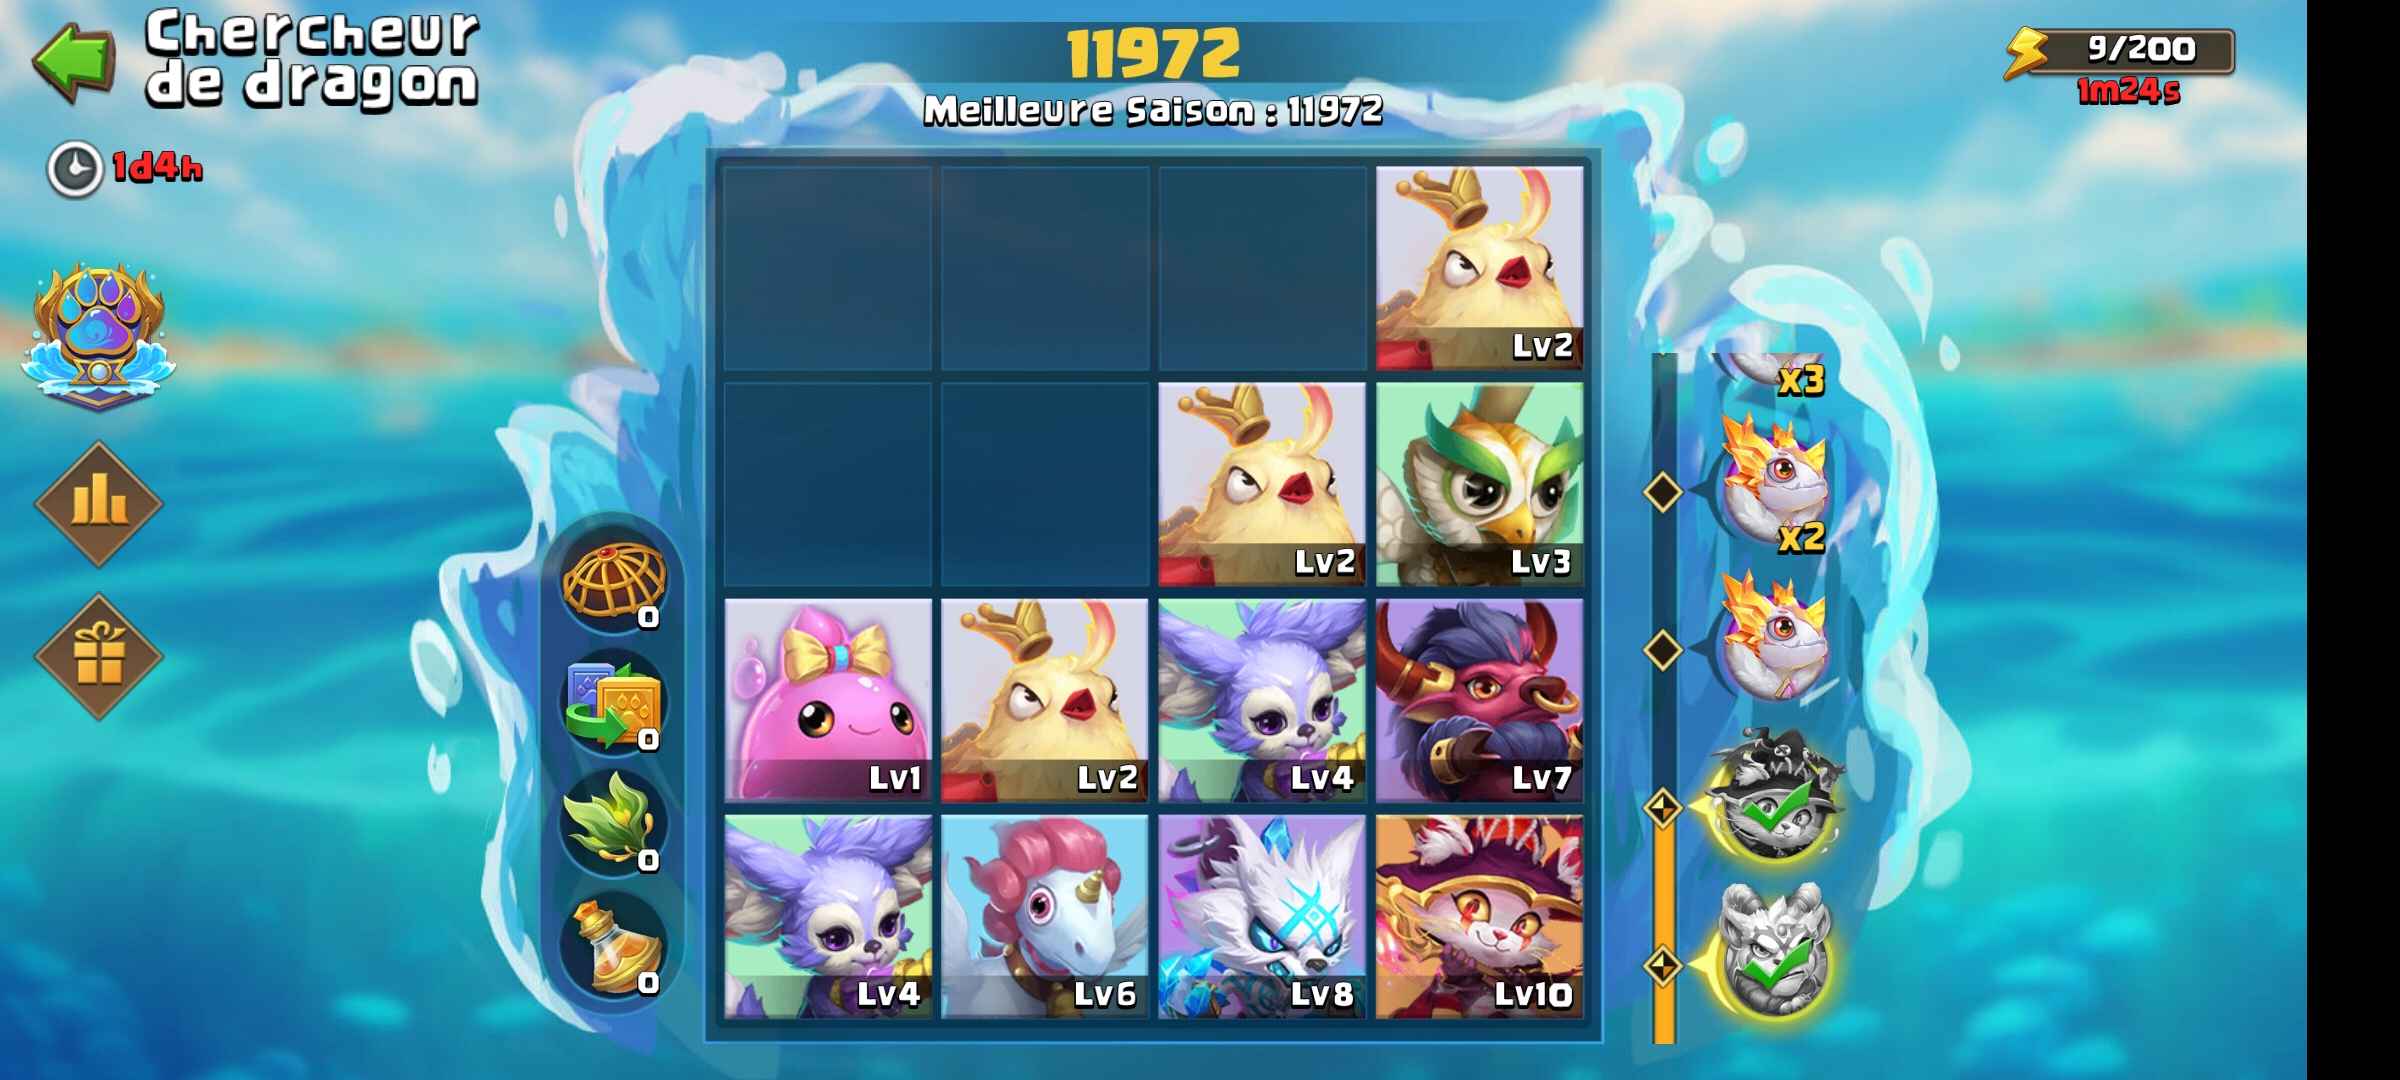 Chercheur
de dragon
11972
Meilleure Saison : 11972
9/200
1m24s
1d4h
Lv2
Lv2
Lv3
x3
x2
0
0
0
0
Lv1
Lv2
Lv4
Lv7
Lv4
Lv6
Lv8
Lv10